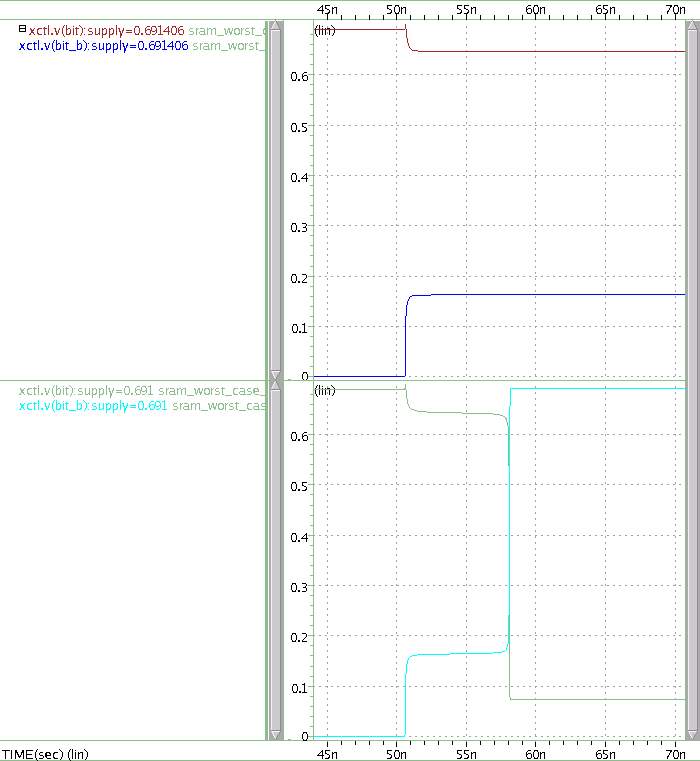 45n 50n 55n 60n 65n 70n
xctl.v(bit):supply=0.691406 sram_worst_
(lin)
xctl.v(bit_b):supply=0.691406 sram_worst_
0.6
0.5
0.4
0.3
0.2
0.1
0
xctl.v(bit):supply=0.691 sram_worst_case_
(lin)
xctl.v(bit_b):supply=0.691 sram_worst_cas
0.6
0.5
0.4
0.3
0.2
0.1
0
TIME(sec) (lin) 45n 50n 55n 60n 65n 70n